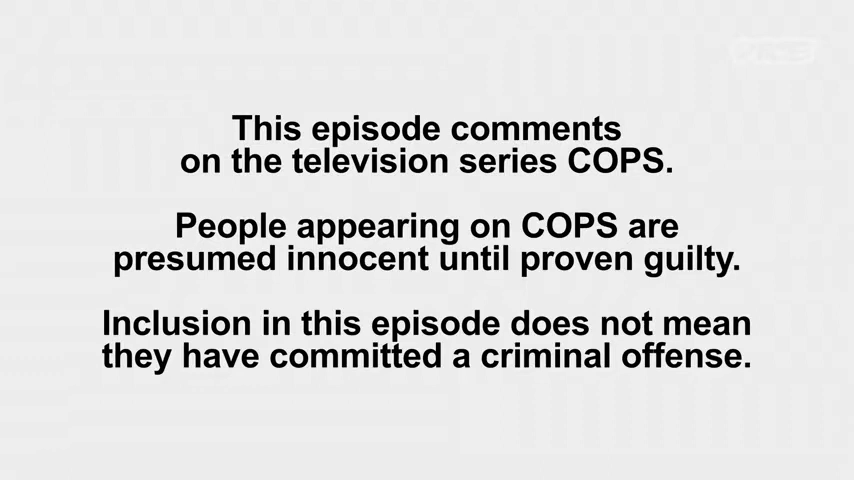 This episode comments
on the television series COPS.
People appearing on COPS are
presumed innocent until proven guilty.
Inclusion in this episode does not mean
they have committed a criminal offense.